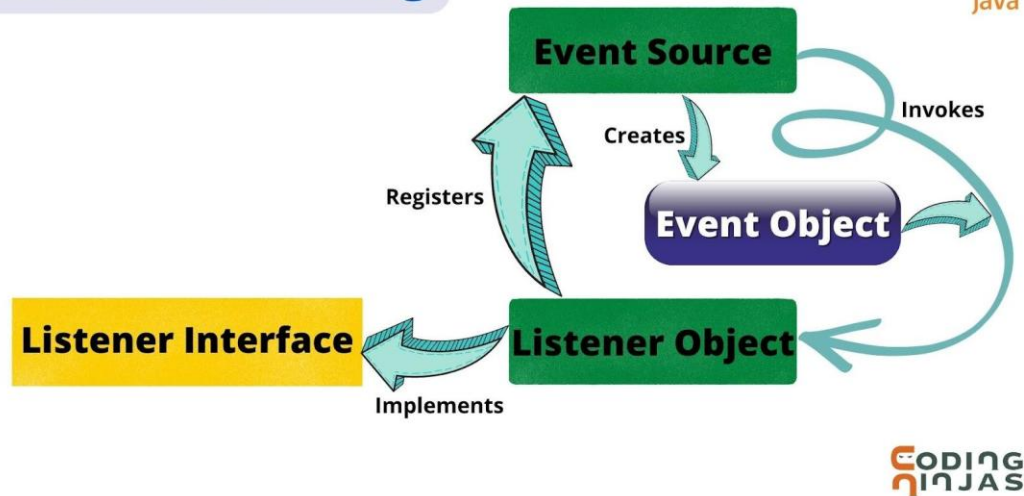 java
Event Source
Invokes
Creates
Registers
Event Object
Listener Interface
Listener Object
Implements
CODING
NINJAS